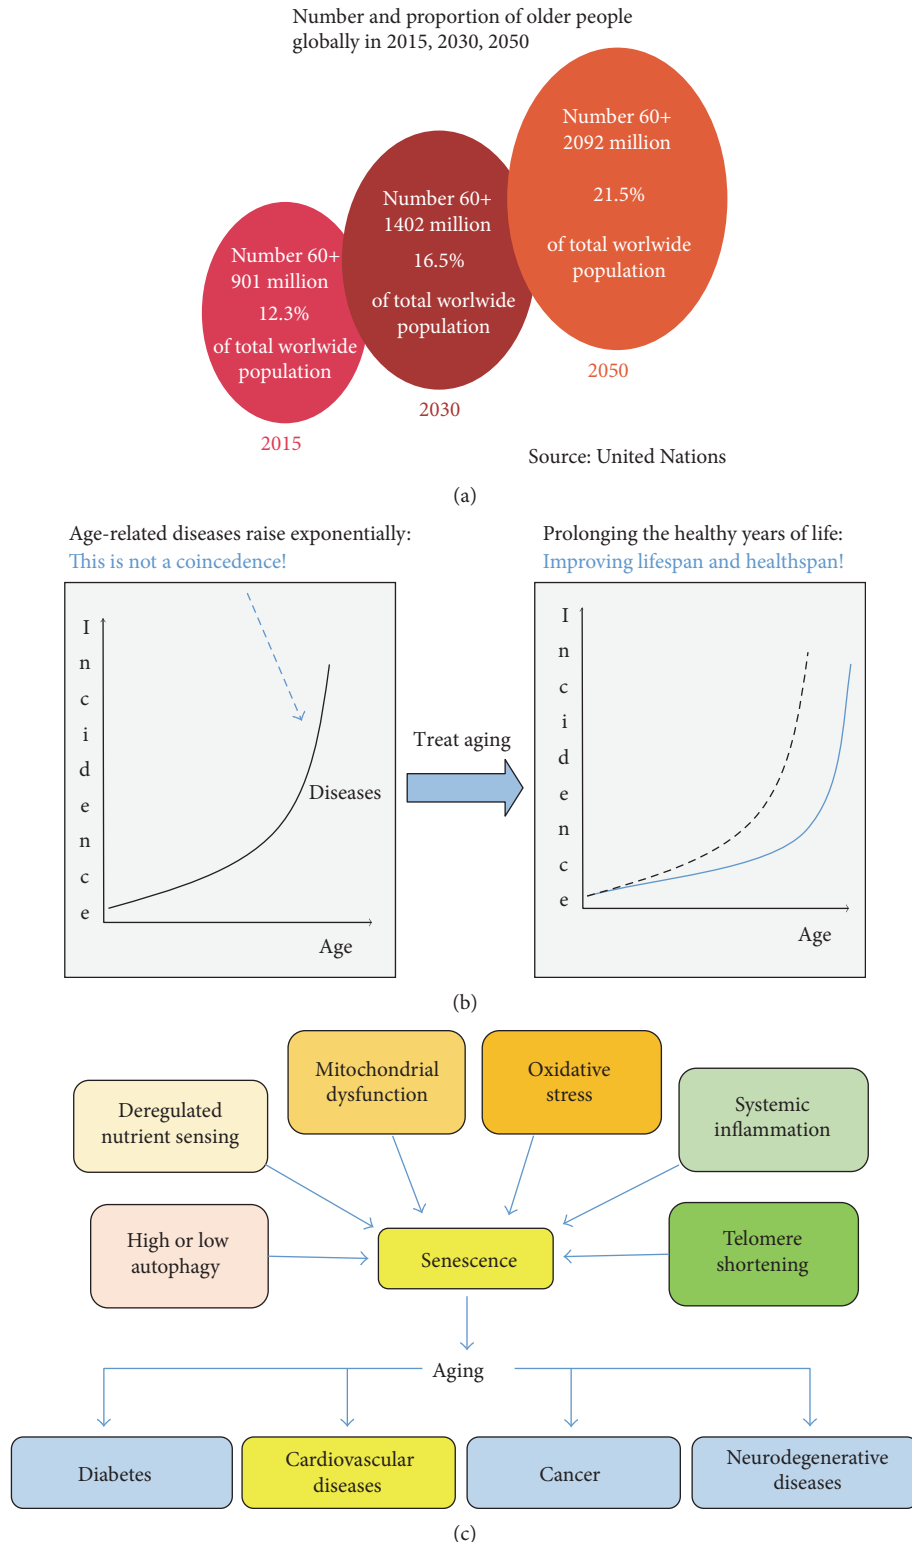 Number and proportion of older people
globally in 2015, 2030, 2050
Number 60+
901 million
12.3%
of total worlwide
population
2015
Number 60+
1402 million
16.5%
of total worlwide
population
2030
Number 60+
2092 million
21.5%
of total worlwide
population
2050
Source: United Nations
(a)
Age-related diseases raise exponentially:
This is not a coincedence!
Incidence
Diseases
Age
Treat aging
Prolonging the healthy years of life:
Improving lifespan and healthspan!
Incidence
Age
(b)
Deregulated
nutrient sensing
Mitochondrial
dysfunction
Oxidative
stress
Systemic
inflammation
High or low
autophagy
Senescence
Telomere
shortening
Aging
Diabetes
Cardiovascular
diseases
Cancer
Neurodegenerative
diseases
(c)